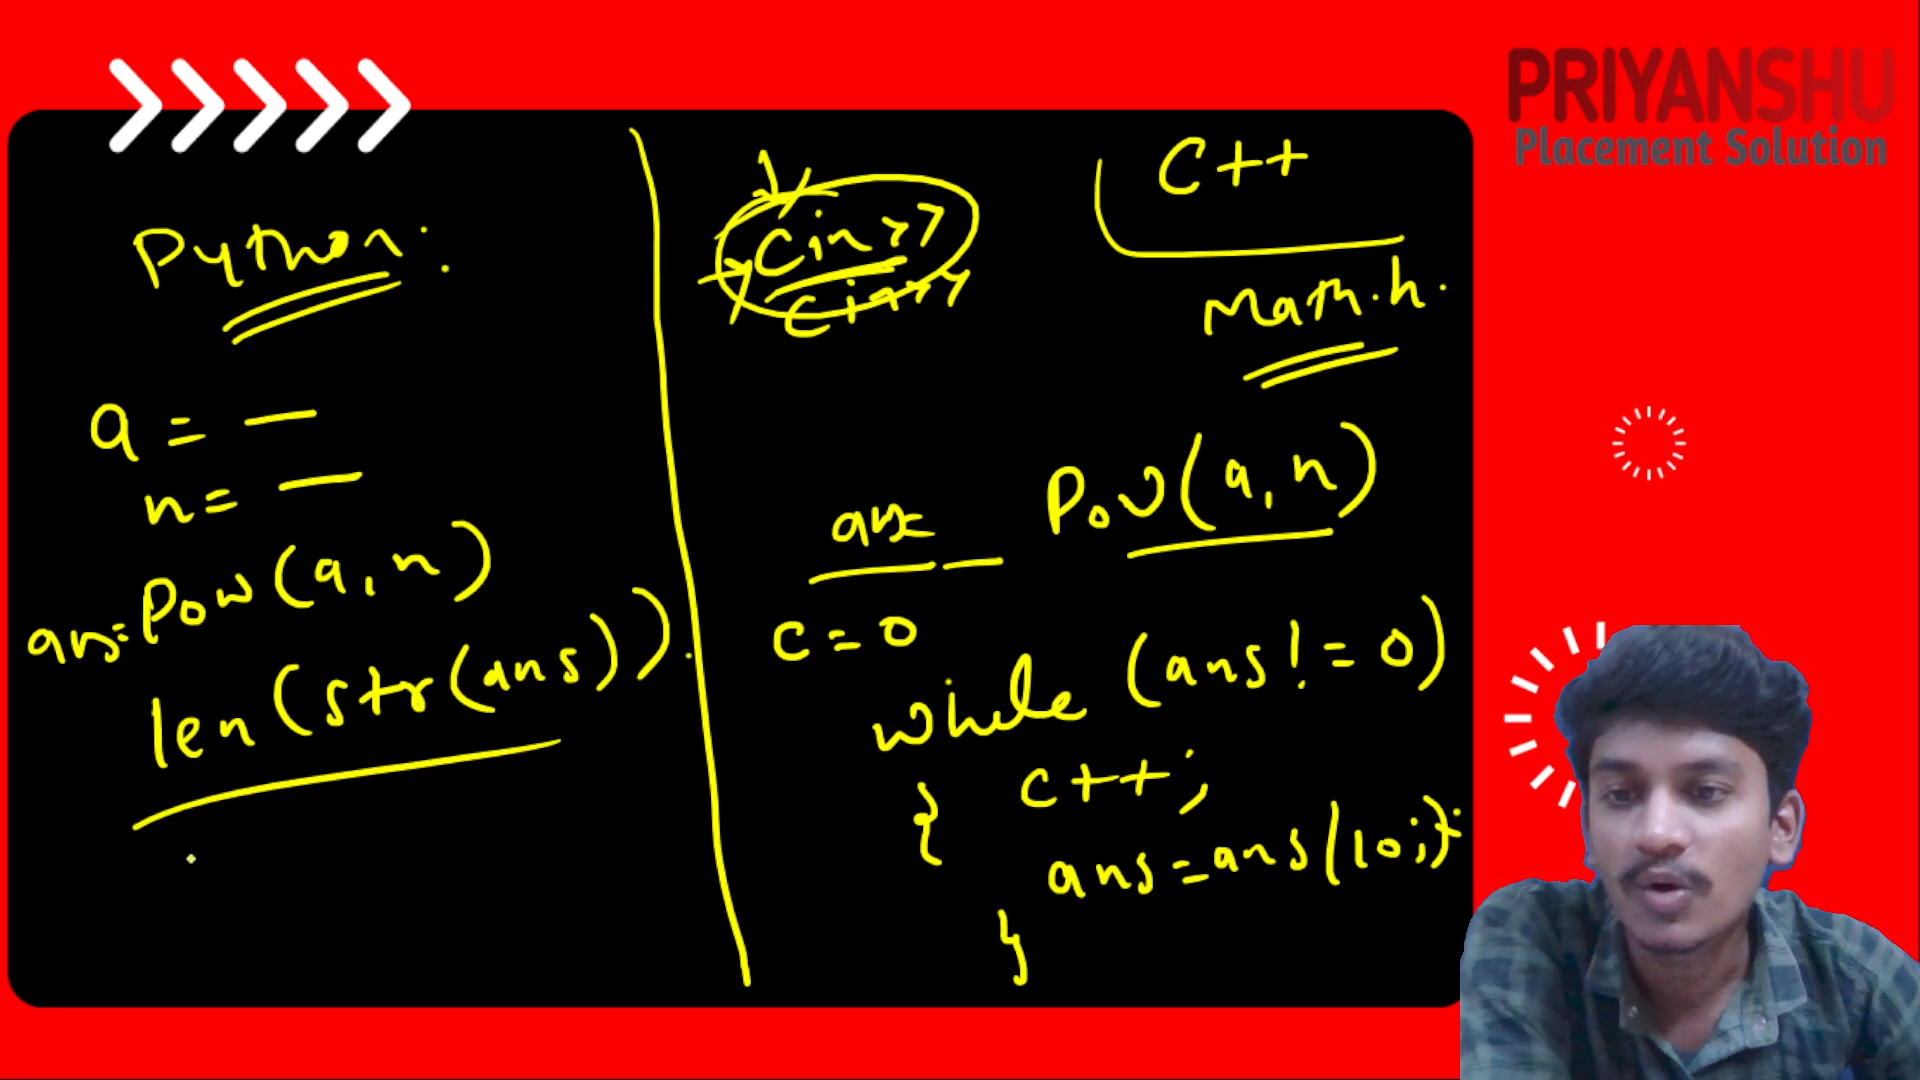 PRIYANSHU
Placement Solution
Python:
a = —
n = —
ans= Pow(a,n)
len(str(ans)).
Cin>>
Cin>>
C++
Math.h.
ans= Pow(a,n)
c = 0
while (ans != 0)
{ c++;
ans=ans/10;
}